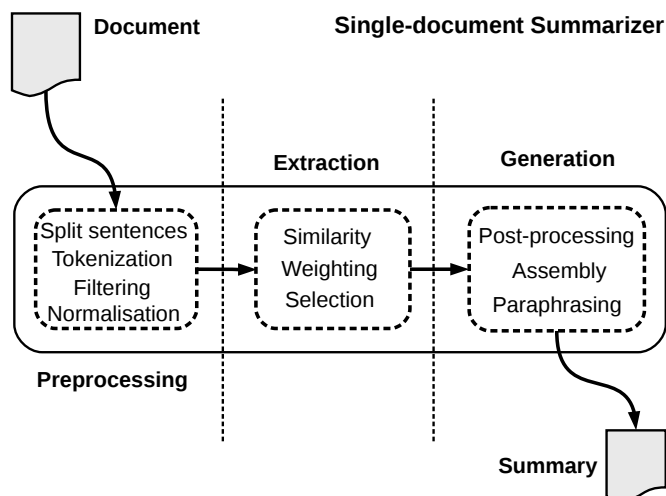 Document
Single-document Summarizer
Extraction
Generation
Split sentences
Tokenization
Filtering
Normalisation
Similarity
Weighting
Selection
Post-processing
Assembly
Paraphrasing
Preprocessing
Summary